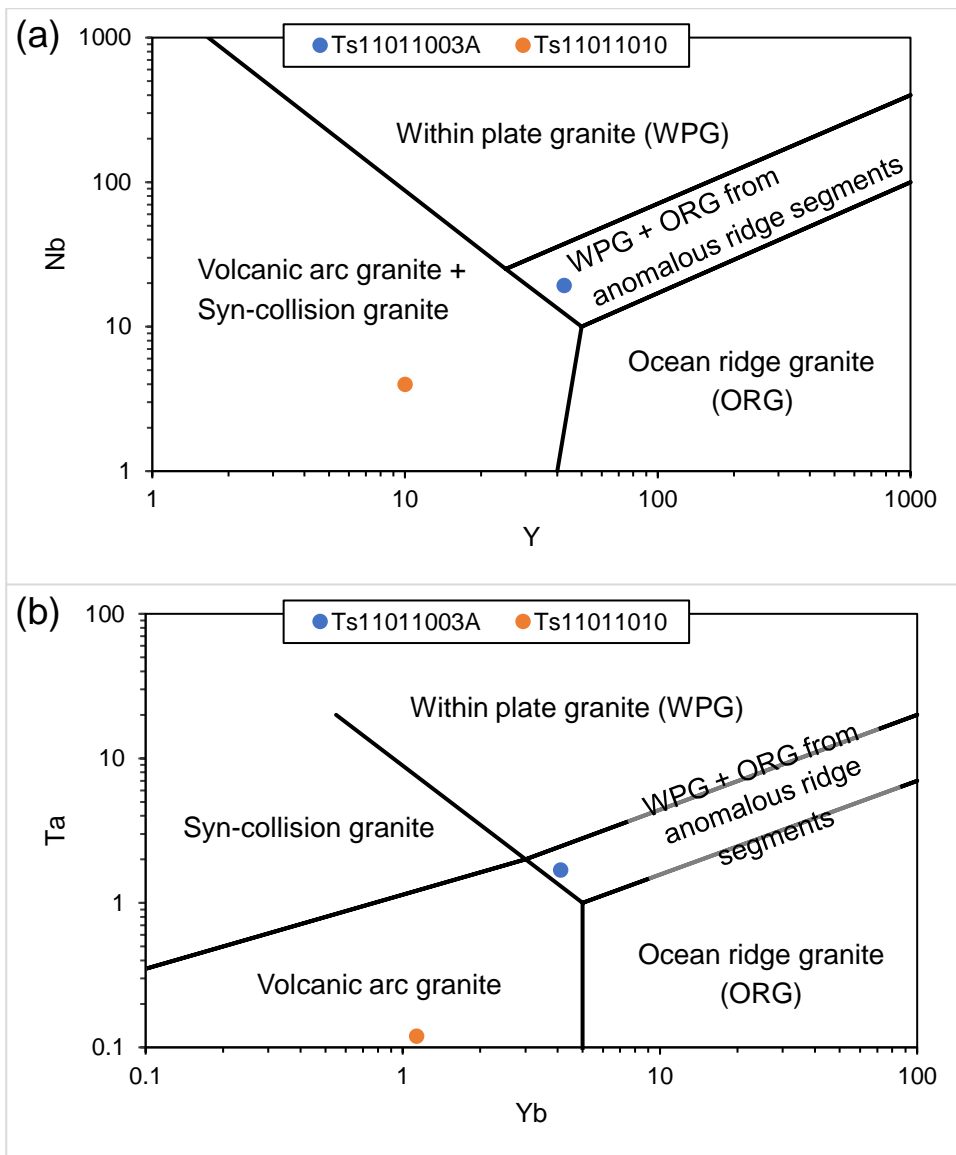 (a)
Ts11011003A Ts11011010
1000
100
10
1
Nb
Within plate granite (WPG)
WPG + ORG from
anomalous ridge segments
Volcanic arc granite +
Syn-collision granite
Ocean ridge granite
(ORG)
1 10 100 1000
Y
(b)
Ts11011003A Ts11011010
100
10
1
0.1
Ta
Within plate granite (WPG)
WPG + ORG from
anomalous ridge
segments
Syn-collision granite
Volcanic arc granite
Ocean ridge granite
(ORG)
0.1 1 10 100
Yb